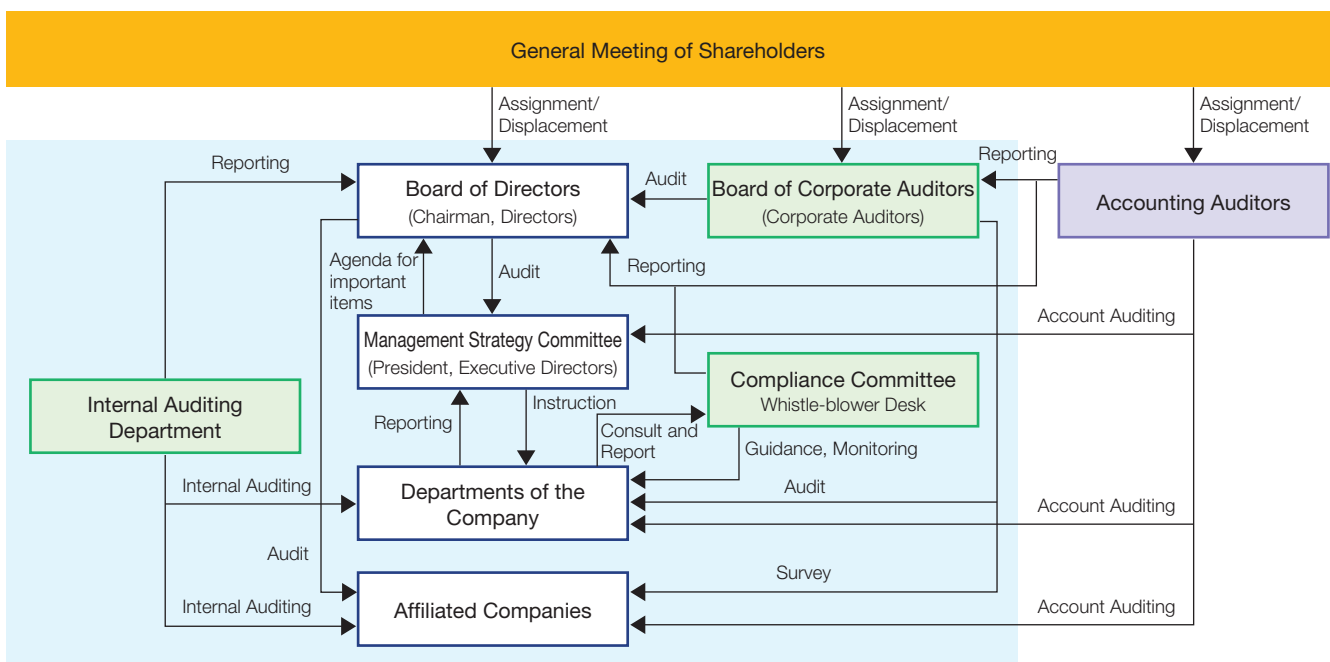 General Meeting of Shareholders
Assignment/
Displacement
Assignment/
Displacement
Assignment/
Displacement
Reporting
Board of Directors
(Chairman, Directors)
Audit
Board of Corporate Auditors
(Corporate Auditors)
Reporting
Accounting Auditors
Agenda for
important
items
Audit
Reporting
Management Strategy Committee
(President, Executive Directors)
Account Auditing
Internal Auditing
Department
Compliance Committee
Whistle-blower Desk
Reporting
Instruction
Consult and
Report
Guidance, Monitoring
Internal Auditing
Departments of the
Company
Audit
Account Auditing
Audit
Internal Auditing
Affiliated Companies
Survey
Account Auditing